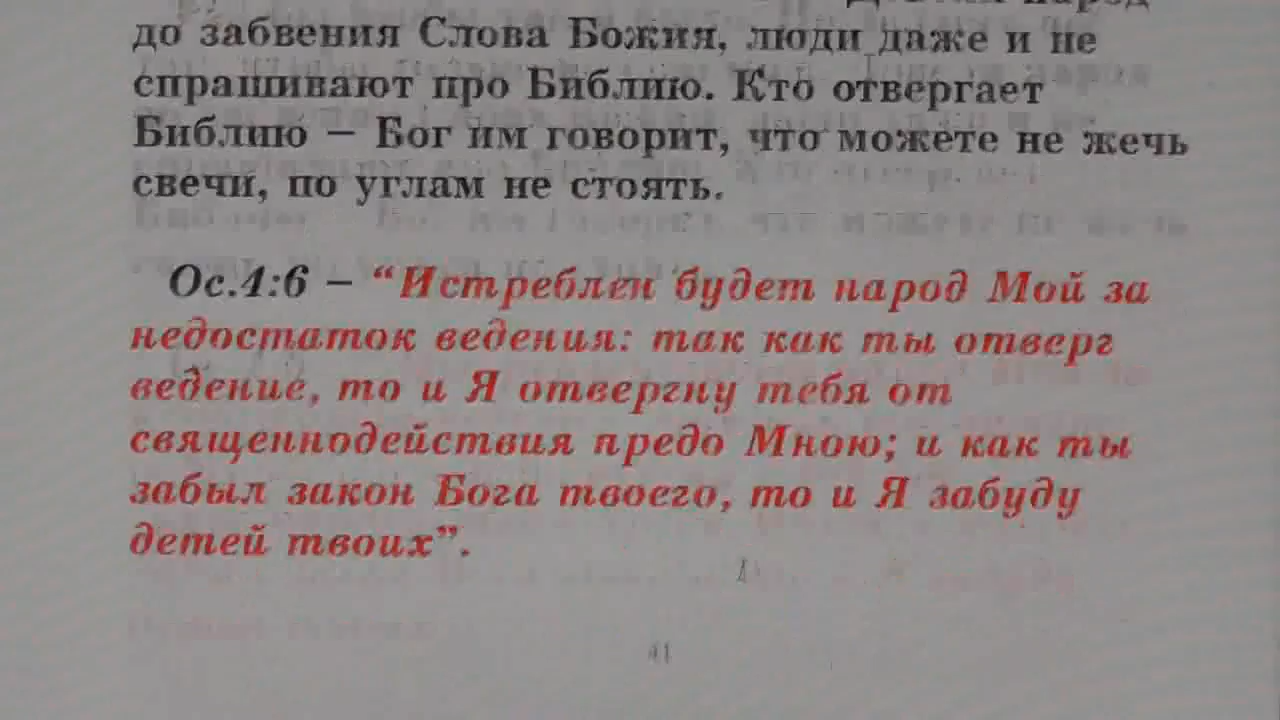 народ
до забвения Слова Божия, люди даже и не
спрашивают про Библию. Кто отвергает
Библию – Бог им говорит, что можете не жечь
свечи, по углам не стоять.
Ос.4:6 – “Истреблен будет народ Мой за
недостаток ведения: так как ты отверг
ведение, то и Я отвергну тебя от
священнодействия предо Мною; и как ты
забыл закон Бога твоего, то и Я забуду
детей твоих”.
41